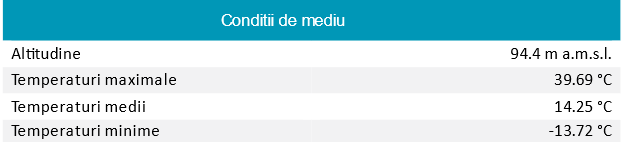 Conditii de mediu
Altitudine 94.4 m a.m.s.l.
Temperaturi maximale 39.69 °C
Temperaturi medii 14.25 °C
Temperaturi minime -13.72 °C